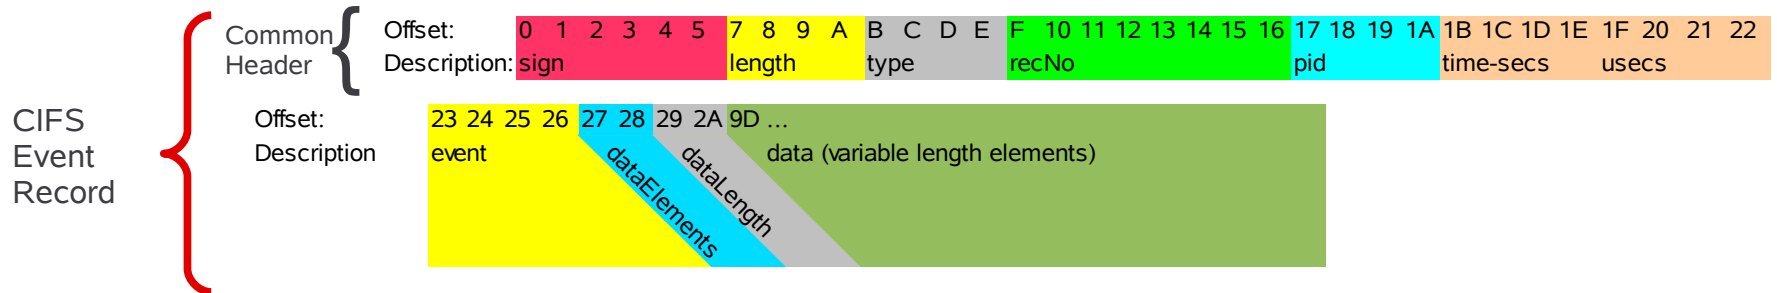 Common Header
Offset: 0 1 2 3 4 5 7 8 9 A B C D E F 10 11 12 13 14 15 16 17 18 19 1A 1B 1C 1D 1E 1F 20 21 22
Description: sign length type recNo pid time-secs usecs
CIFS
Event
Record
Offset: 23 24 25 26 27 28 29 2A 9D ...
Description event data (variable length elements)
dataElements
dataLength